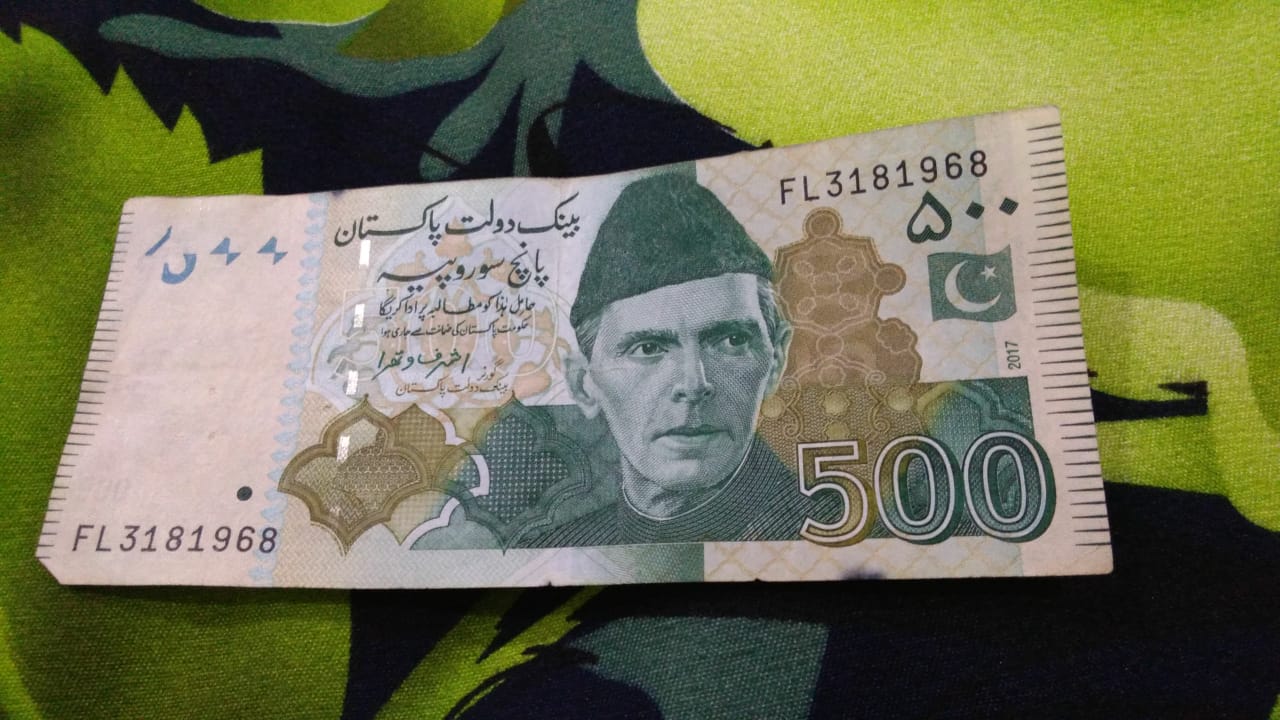 FL3181968
۵۰۰
بینک دولت پاکستان
پانچ سو روپیہ
حامل ہٰذا کو مطالبہ پر ادا کریگا
حکومت پاکستان کی ضمانت سے جاری ہوا
اشرف وتھرا
گورنر
بینک دولت پاکستان
2017
500
FL3181968